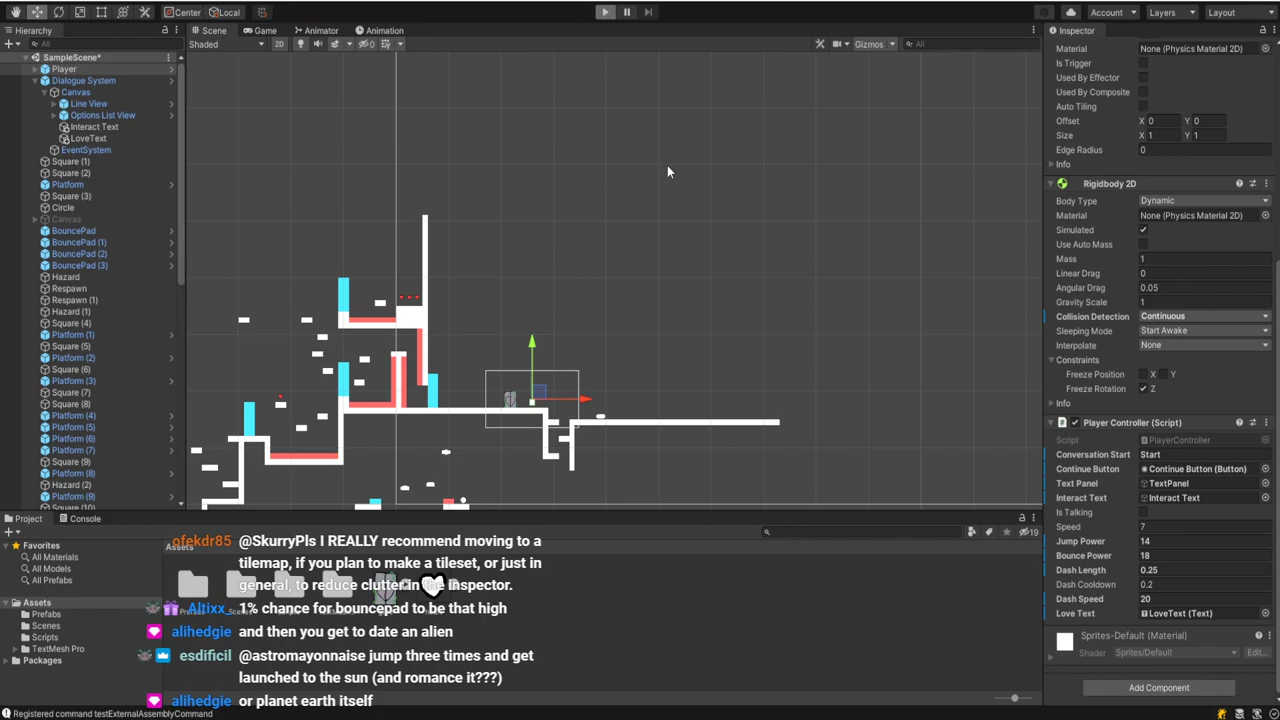 Center Local Account Layers Layout
Hierarchy Scene Game Animator Animation Inspector
All Shaded 2D 0 Gizmos All
SampleScene*
Player
Dialogue System
Canvas
Line View
Options List View
Interact Text
LoveText
EventSystem
Square (1)
Square (2)
Platform
Square (3)
Circle
Canvas
BouncePad
BouncePad (1)
BouncePad (2)
BouncePad (3)
Hazard
Respawn
Respawn (1)
Hazard (1)
Square (4)
Platform (1)
Square (5)
Platform (2)
Square (6)
Platform (3)
Square (7)
Square (8)
Platform (4)
Platform (5)
Platform (6)
Platform (7)
Square (9)
Platform (8)
Hazard (2)
Platform (9)
Square (10)
Material None (Physics Material 2D)
Is Trigger
Used By Effector
Used By Composite
Auto Tiling
Offset X 0 Y 0
Size X 1 Y 1
Edge Radius 0
Info
Rigidbody 2D
Body Type Dynamic
Material None (Physics Material 2D)
Simulated
Use Auto Mass
Mass 1
Linear Drag 0
Angular Drag 0.05
Gravity Scale 1
Collision Detection Continuous
Sleeping Mode Start Awake
Interpolate None
Constraints
Freeze Position X Y
Freeze Rotation Z
Info
Player Controller (Script)
Script PlayerController
Conversation Start Start
Continue Button Continue Button (Button)
Text Panel TextPanel
Interact Text Interact Text
Is Talking
Speed 7
Jump Power 14
Bounce Power 18
Dash Length 0.25
Dash Cooldown 0.2
Dash Speed 20
Love Text LoveText (Text)
Sprites-Default (Material)
Shader Sprites/Default Edit...
Add Component
Project Console
19
Favorites
All Materials
All Models
All Prefabs
Assets
Prefabs
Scenes
Scripts
TextMesh Pro
Packages
Assets
qfekdr85 @SkurryPls I REALLY recommend moving to a
tilemap, if you plan to make a tileset, or just in
general, to reduce clutter in the inspector.
Altixx_ 1% chance for bouncepad to be that high
alihedgie and then you get to date an alien
esdificil @astromayonnaise jump three times and get
launched to the sun (and romance it???)
alihedgie or planet earth itself
Registered command testExternalAssemblyCommand